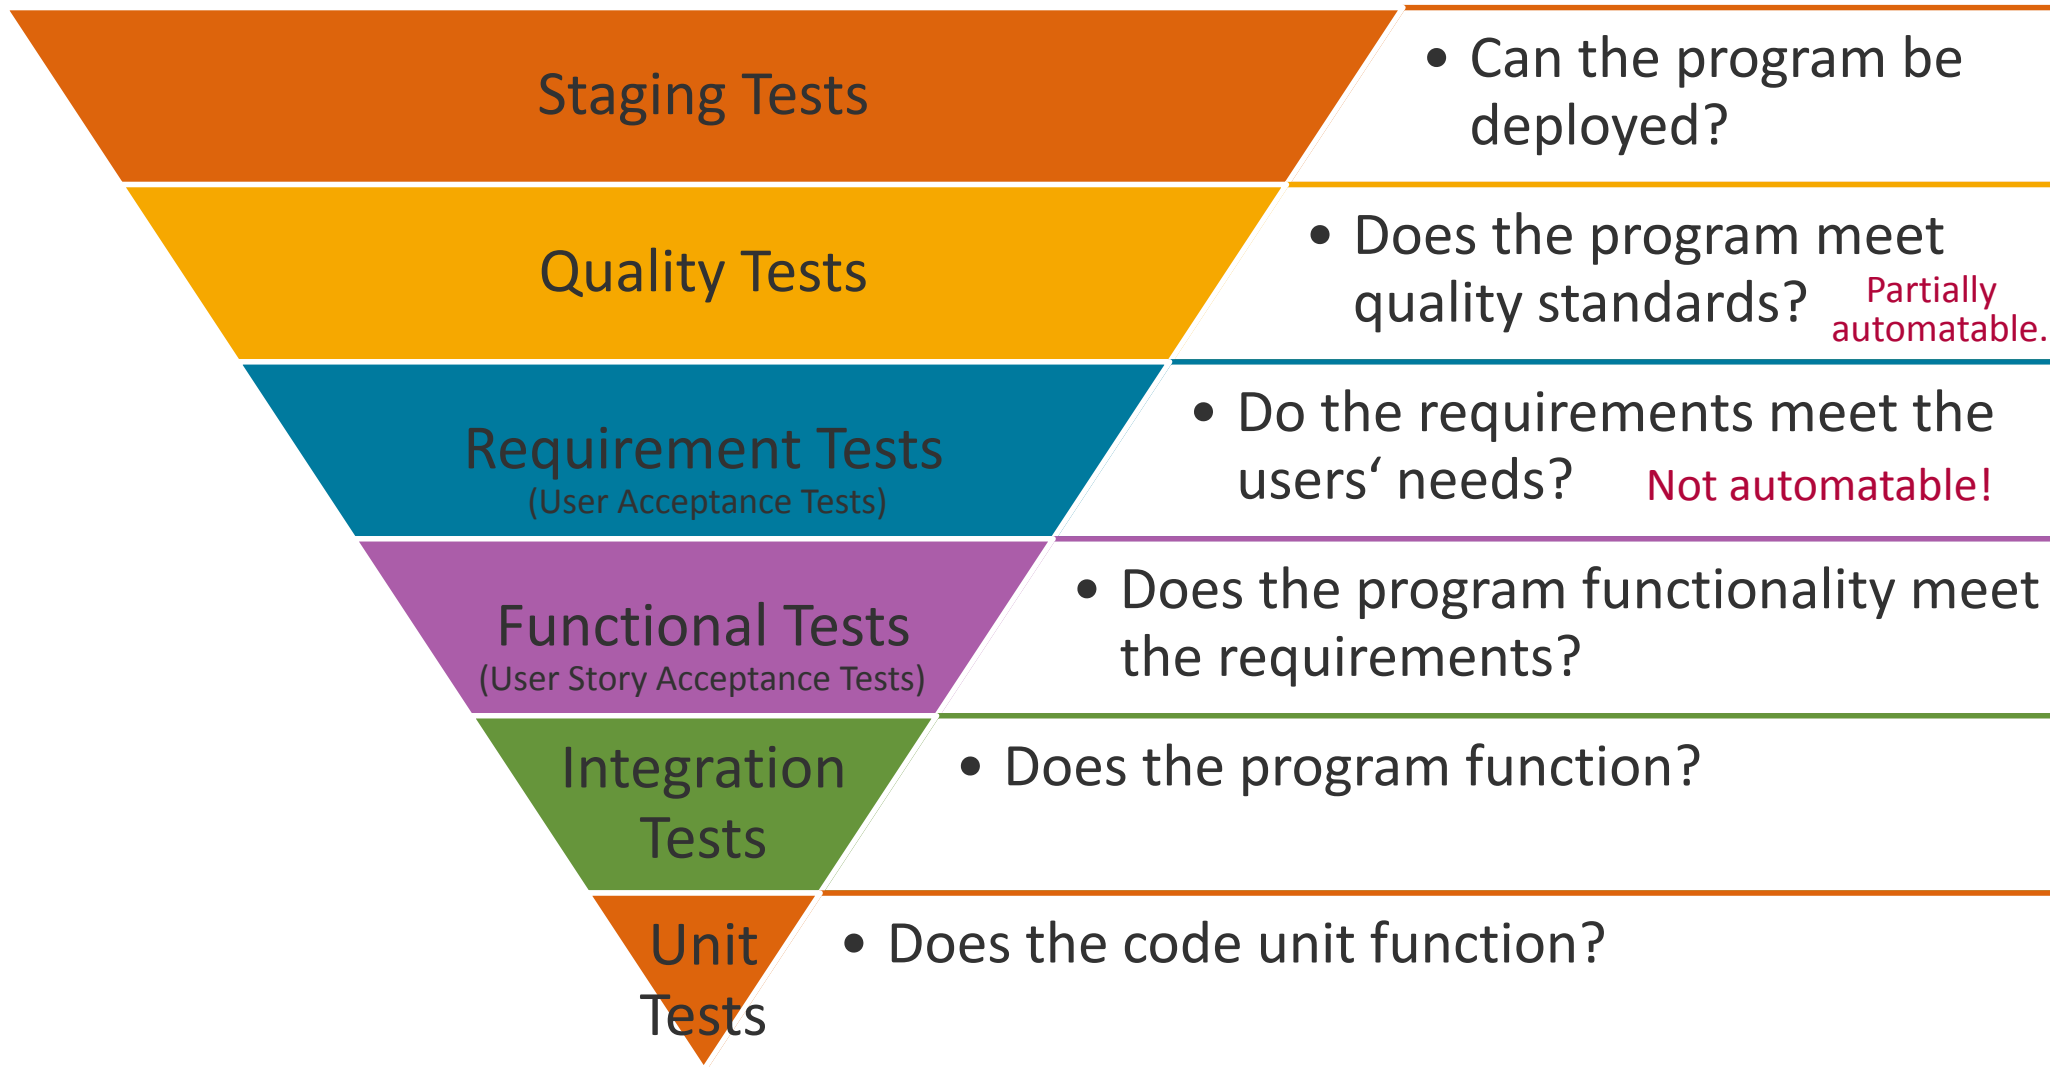 Staging Tests
• Can the program be
deployed?
Quality Tests
• Does the program meet
quality standards?
Partially
automatable.
Requirement Tests
(User Acceptance Tests)
• Do the requirements meet the
users‘ needs?
Not automatable!
Functional Tests
(User Story Acceptance Tests)
• Does the program functionality meet
the requirements?
Integration
Tests
• Does the program function?
Unit
Tests
• Does the code unit function?